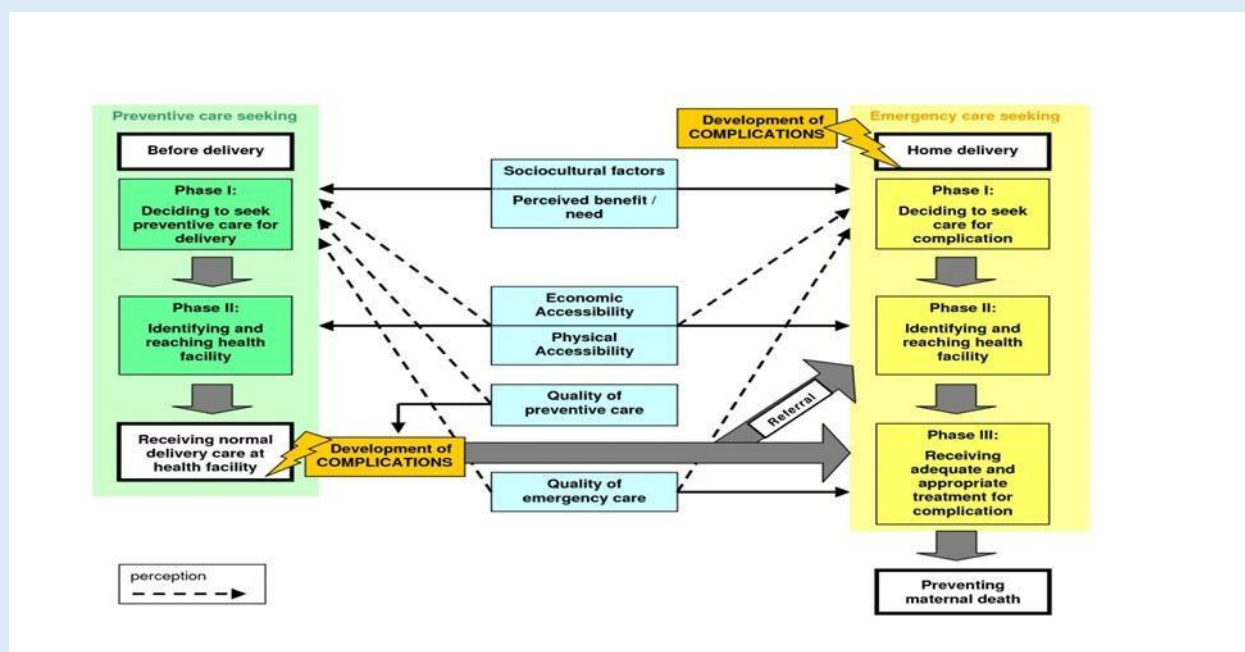 Preventive care seeking
Before delivery
Phase I:
Deciding to seek
preventive care for
delivery
Phase II:
Identifying and
reaching health
facility
Receiving normal
delivery care at
health facility
Development of
COMPLICATIONS
perception
Sociocultural factors
Perceived benefit /
need
Economic
Accessibility
Physical
Accessibility
Quality of
preventive care
Quality of
emergency care
Referral
Development of
COMPLICATIONS
Emergency care seeking
Home delivery
Phase I:
Deciding to seek
care for
complication
Phase II:
Identifying and
reaching health
facility
Phase III:
Receiving
adequate and
appropriate
treatment for
complication
Preventing
maternal death